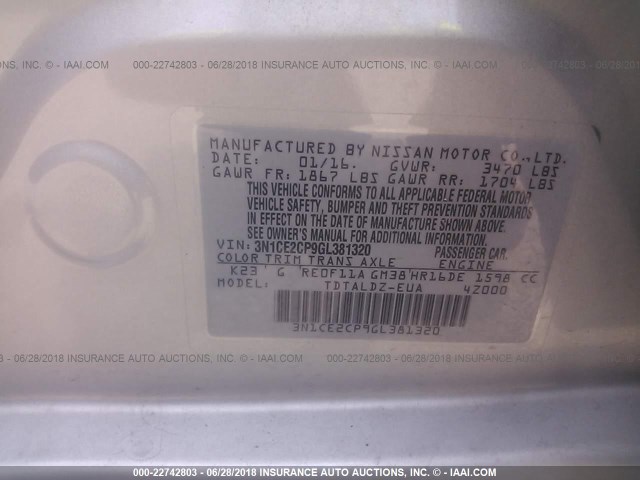 000-22742803 - 06/28/2018 INSURANCE AUTO AUCTIONS, INC. - © IAAI.COM
MANUFACTURED BY NISSAN MOTOR CO.,LTD.
DATE: 01/16. GVWR: 3470 LBS
GAWR FR: 1867 LBS GAWR RR: 1704 LBS
THIS VEHICLE CONFORMS TO ALL APPLICABLE FEDERAL MOTOR
VEHICLE SAFETY, BUMPER AND THEFT PREVENTION STANDARDS
IN EFFECT ON THE DATE OF MANUFACTURE SHOWN ABOVE.
SEE OWNER'S MANUAL FOR ADDITIONAL INFORMATION.
VIN: 3N1CE2CP9GL381320 PASSENGER CAR.
COLOR TRIM TRANS AXLE ENGINE
K23 G RE0F11A GM38 HR16DE 1598 CC
MODEL: TDTALDZ-EUA 42000
3N1CE2CP9GL381320
000-22742803 - 06/28/2018 INSURANCE AUTO AUCTIONS, INC. - © IAAI.COM